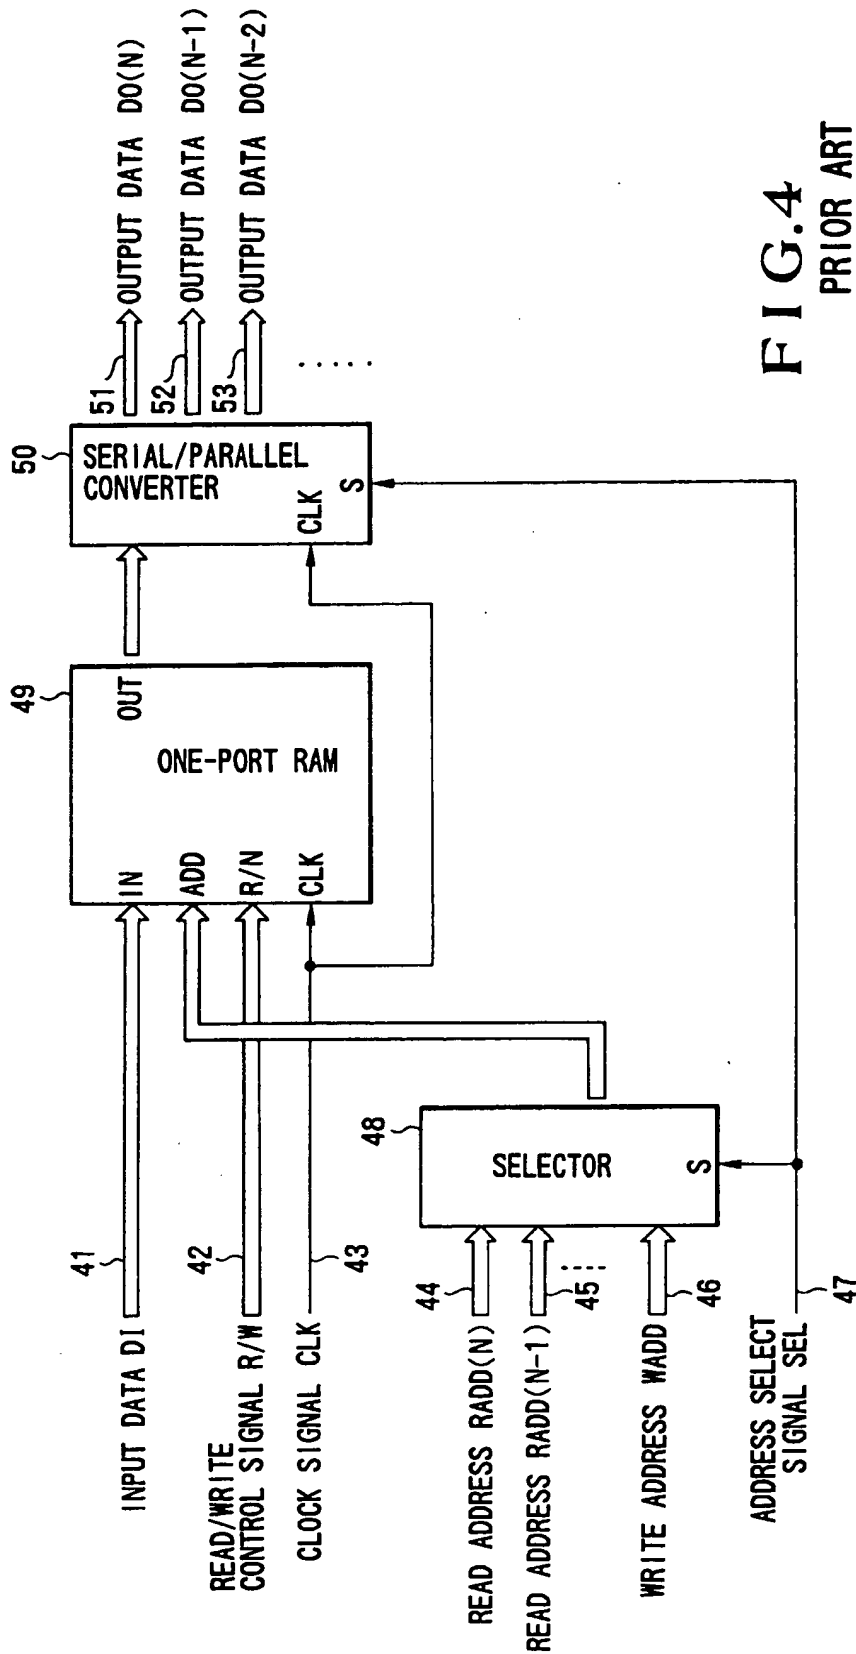 INPUT DATA DI
41
READ/WRITE
CONTROL SIGNAL R/W
42
CLOCK SIGNAL CLK
43
READ ADDRESS RADD(N)
44
READ ADDRESS RADD(N-1)
45
WRITE ADDRESS WADD
46
ADDRESS SELECT
SIGNAL SEL
47
48
SELECTOR
S
49
IN
OUT
ADD
ONE-PORT RAM
R/N
CLK
50
SERIAL/PARALLEL
CONVERTER
CLK
S
51
OUTPUT DATA DO(N)
52
OUTPUT DATA DO(N-1)
53
OUTPUT DATA DO(N-2)
FIG.4
PRIOR ART